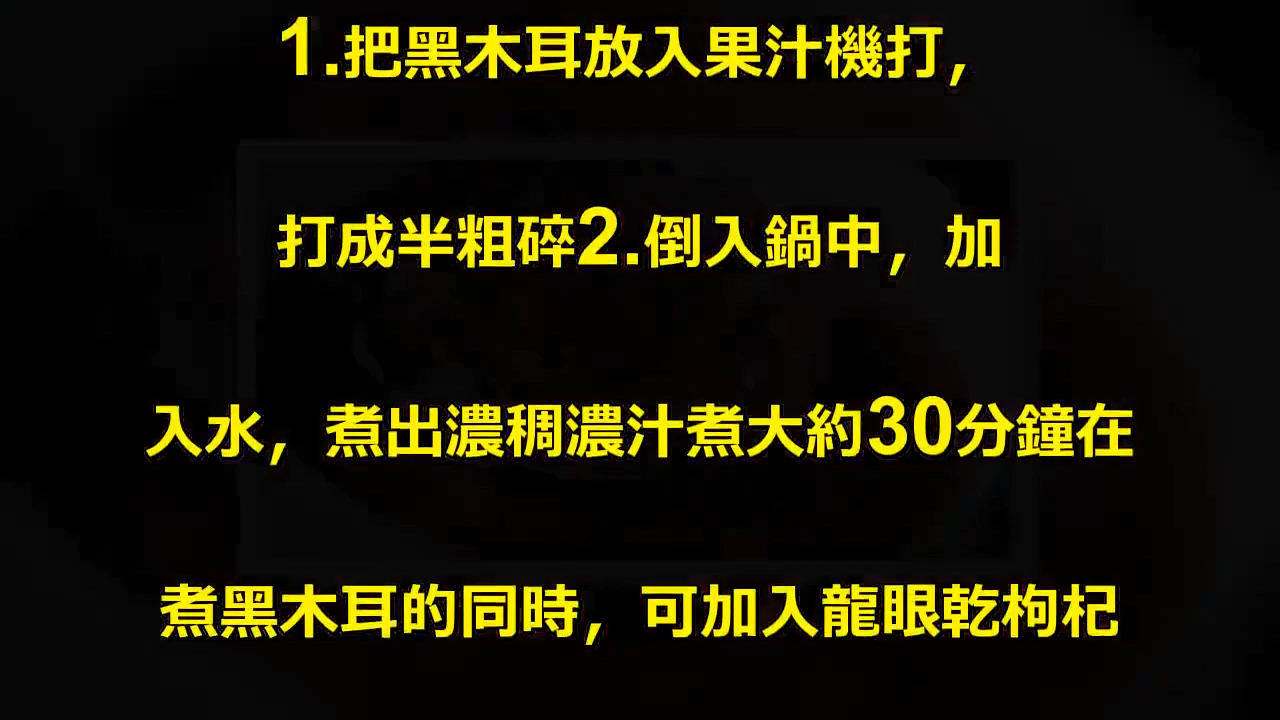 1.把黑木耳放入果汁機打，
打成半粗碎2.倒入鍋中，加
入水，煮出濃稠濃汁煮大約30分鐘在
煮黑木耳的同時，可加入龍眼乾枸杞